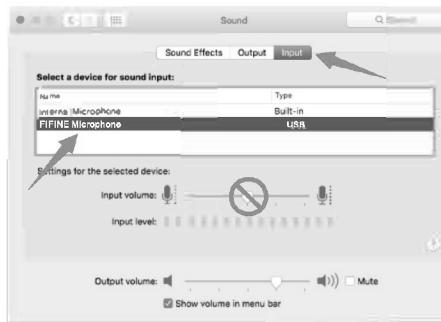 Sound
Sound Effects Output Input
Select a device for sound input:
Name Type
Internal Microphone Built-in
FIFINE Microphone USB
Settings for the selected device:
Input volume:
Input level:
Output volume: Mute
Show volume in menu bar